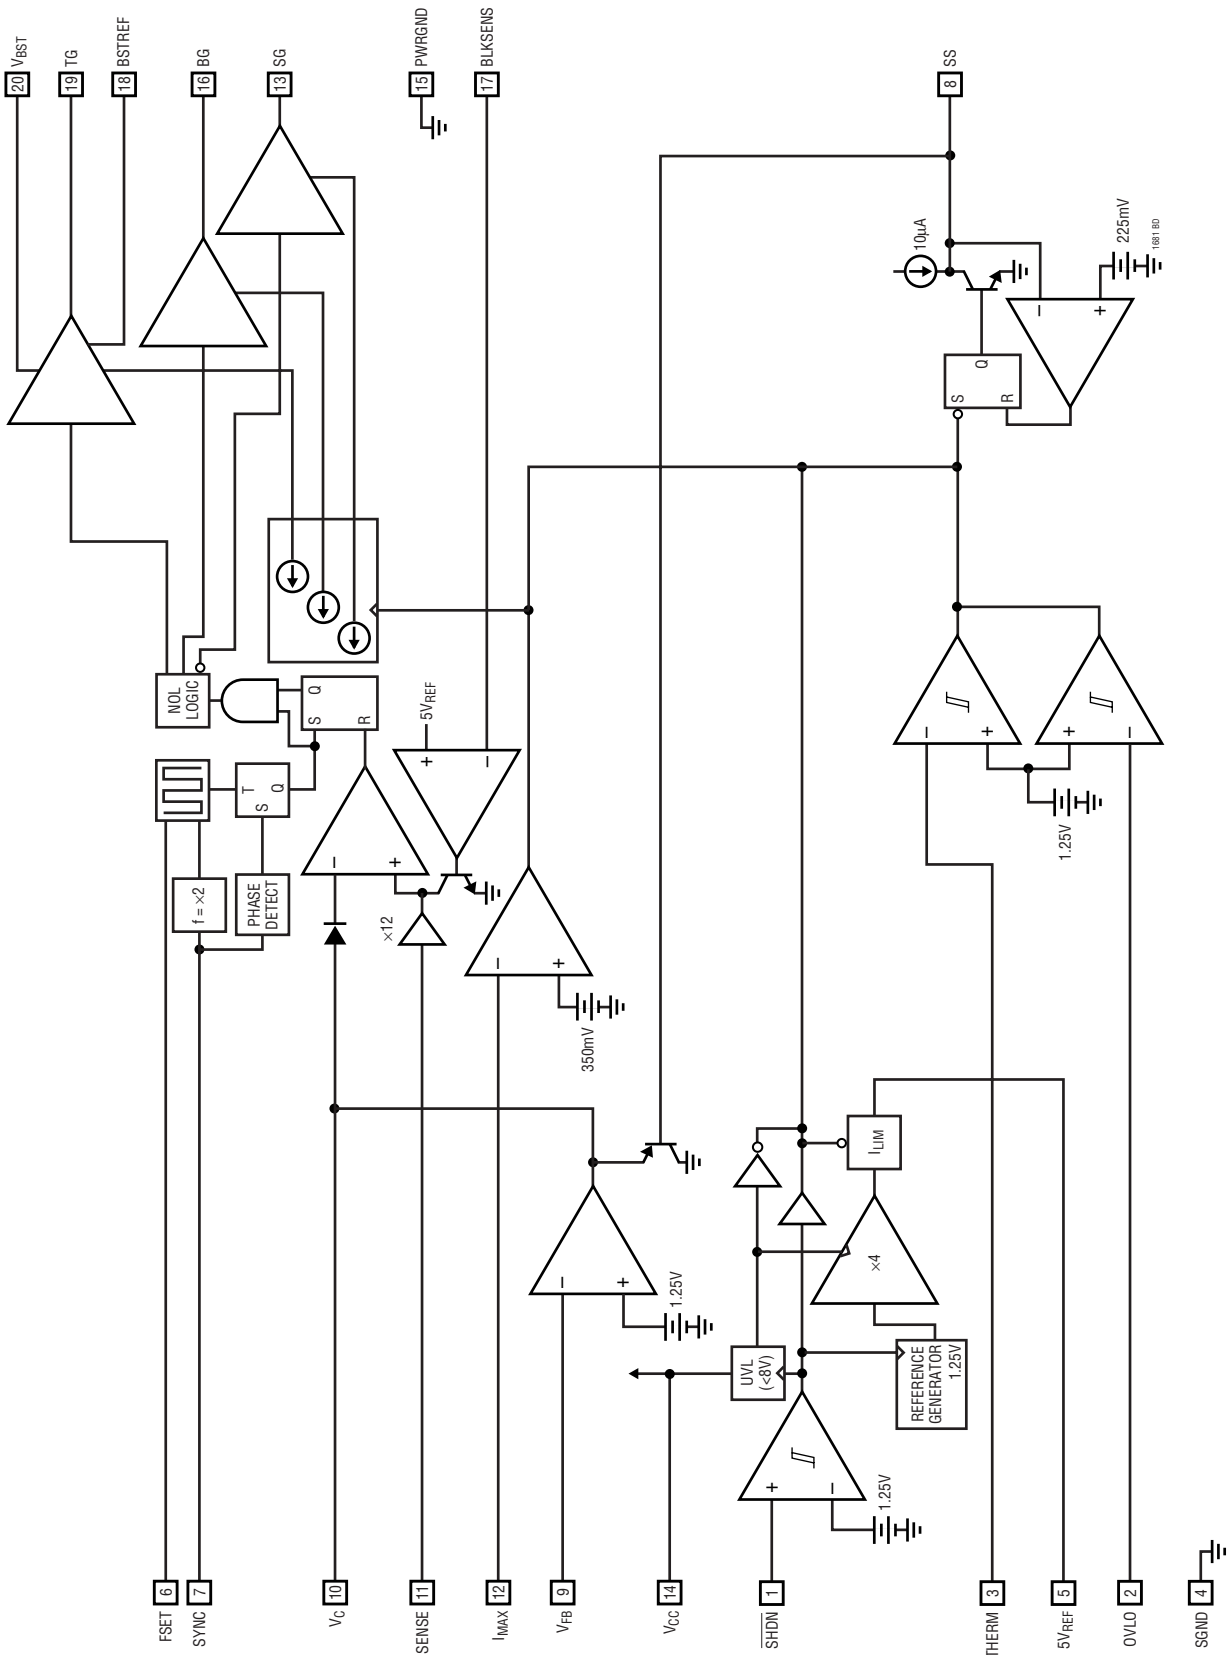 20 VBST
19 TG
18 BSTREF
16 BG
13 SG
15 PWRGND
17 BLKSENS
8 SS
NOL LOGIC
S
Q
R
T
S
Q
f = ×2
PHASE DETECT
+
5VREF
−
−
+
×12
−
+
350mV
10µA
S
Q
R
−
+
225mV
1681 BD
−
+
+
−
1.25V
ILIM
×4
−
+
1.25V
UVL (<8V)
REFERENCE GENERATOR 1.25V
+
−
1.25V
FSET 6
SYNC 7
VC 10
SENSE 11
IMAX 12
VFB 9
VCC 14
SHDN 1
THERM 3
5VREF 5
OVLO 2
SGND 4